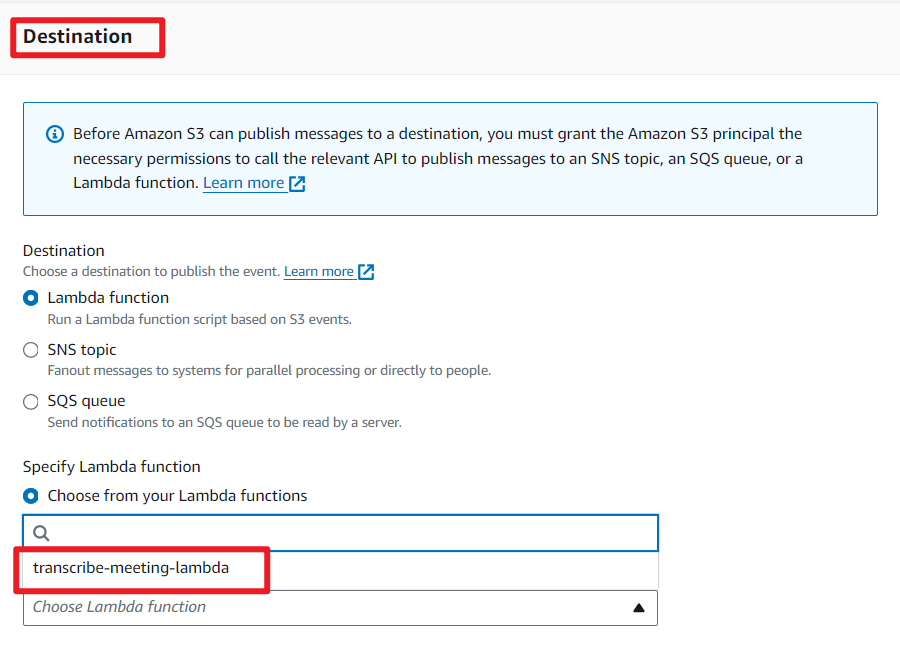 Destination
Before Amazon S3 can publish messages to a destination, you must grant the Amazon S3 principal the
necessary permissions to call the relevant API to publish messages to an SNS topic, an SQS queue, or a
Lambda function. Learn more
Destination
Choose a destination to publish the event. Learn more
Lambda function
Run a Lambda function script based on S3 events.
SNS topic
Fanout messages to systems for parallel processing or directly to people.
SQS queue
Send notifications to an SQS queue to be read by a server.
Specify Lambda function
Choose from your Lambda functions
transcribe-meeting-lambda
Choose Lambda function